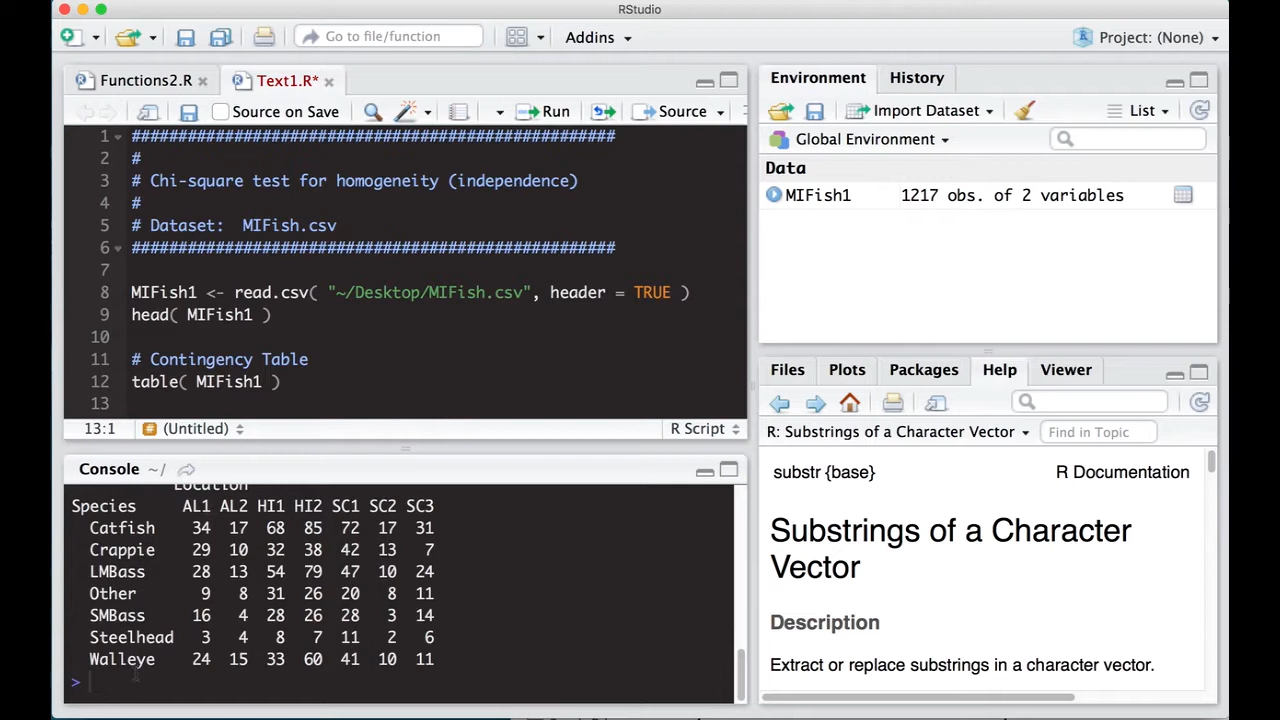 RStudio
Go to file/function
Addins
Project: (None)
Functions2.R
Text1.R*
Source on Save
Run
Source
1 ####################################################
2 #
3 # Chi-square test for homogeneity (independence)
4 #
5 # Dataset:  MIFish.csv
6 ####################################################
7
8 MIFish1 <- read.csv( "~/Desktop/MIFish.csv", header = TRUE )
9 head( MIFish1 )
10
11 # Contingency Table
12 table( MIFish1 )
13
13:1
(Untitled)
R Script
Console ~/
Location
Species AL1 AL2 HI1 HI2 SC1 SC2 SC3
Catfish 34 17 68 85 72 17 31
Crappie 29 10 32 38 42 13 7
LMBass 28 13 54 79 47 10 24
Other 9 8 31 26 20 8 11
SMBass 16 4 28 26 28 3 14
Steelhead 3 4 8 7 11 2 6
Walleye 24 15 33 60 41 10 11
>
Environment
History
Import Dataset
List
Global Environment
Data
MIFish1 1217 obs. of 2 variables
Files
Plots
Packages
Help
Viewer
R: Substrings of a Character Vector
Find in Topic
substr {base}
R Documentation
Substrings of a Character
Vector
Description
Extract or replace substrings in a character vector.